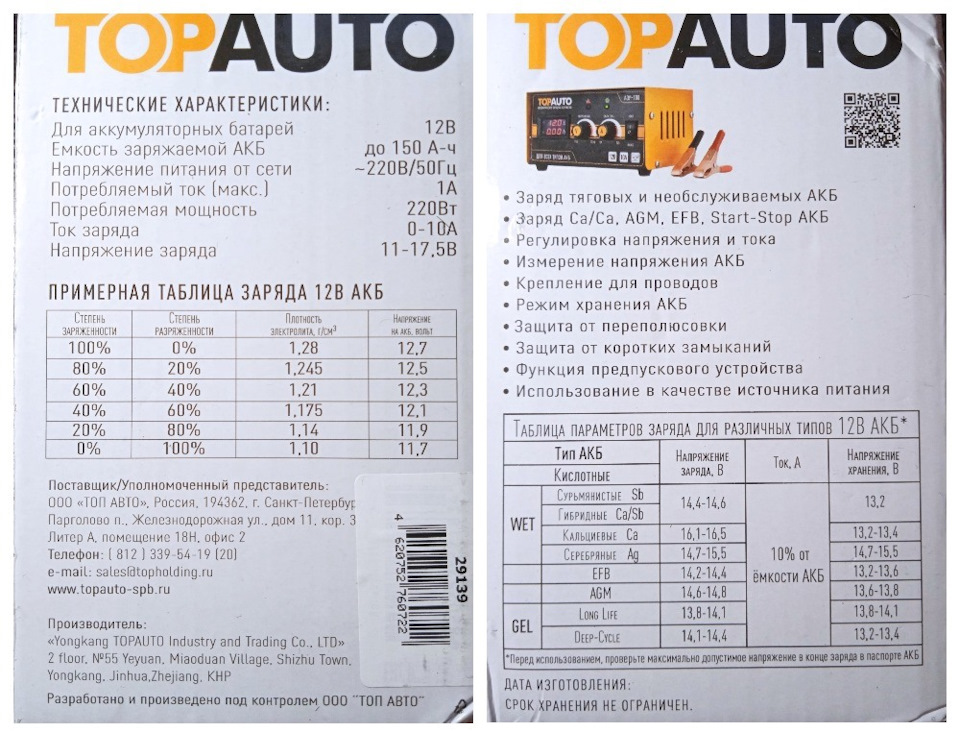 TOPAUTO
ТЕХНИЧЕСКИЕ ХАРАКТЕРИСТИКИ:
Для аккумуляторных батарей 12В
Емкость заряжаемой АКБ до 150 А-ч
Напряжение питания от сети ~220В/50Гц
Потребляемый ток (макс.) 1А
Потребляемая мощность 220Вт
Ток заряда 0-10А
Напряжение заряда 11-17,5В
ПРИМЕРНАЯ ТАБЛИЦА ЗАРЯДА 12В АКБ
Степень заряженности Степень разряженности Плотность электролита, г/см³ Напряжение на АКБ, вольт
100% 0% 1,28 12,7
80% 20% 1,245 12,5
60% 40% 1,21 12,3
40% 60% 1,175 12,1
20% 80% 1,14 11,9
0% 100% 1,10 11,7
Поставщик/Уполномоченный представитель:
ООО «ТОП АВТО», Россия, 194362, г. Санкт-Петербур
Парголово п., Железнодорожная ул., дом 11, кор. 3
Литер А, помещение 18Н, офис 2
Телефон: ( 812 ) 339-54-19 (20)
e-mail: sales@topholding.ru
www.topauto-spb.ru
4 620752 760722
29139
Производитель:
«Yongkang TOPAUTO Industry and Trading Co., LTD»
2 floor, №55 Yeyuan, Miaoduan Village, Shizhu Town,
Yongkang, Jinhua,Zhejiang, КНР
Разработано и произведено под контролем ООО "ТОП АВТО"
TOPAUTO
TOPAUTO
• Заряд тяговых и необслуживаемых АКБ
• Заряд Ca/Ca, AGM, EFB, Start-Stop АКБ
• Регулировка напряжения и тока
• Измерение напряжения АКБ
• Крепление для проводов
• Режим хранения АКБ
• Защита от переполюсовки
• Защита от коротких замыканий
• Функция предпускового устройства
• Использование в качестве источника питания
Таблица параметров заряда для различных типов 12В АКБ*
Тип АКБ Напряжение заряда, В Ток, А Напряжение хранения, В
Кислотные
WET Сурьмянистые Sb 14,4-14,6 10% от ёмкости АКБ 13,2
Гибридные Ca/Sb
Кальциевые Ca 16,1-16,5 13,2-13,4
Серебряные Ag 14,7-15,5 14,7-15,5
EFB 14,2-14,4 13,2-13,6
AGM 14,6-14,8 13,6-13,8
GEL Long Life 13,8-14,1 13,8-14,1
Deep-Cycle 14,1-14,4 13,2-13,4
*Перед использованием, проверьте максимально допустимое напряжение в конце заряда в паспорте АКБ
ДАТА ИЗГОТОВЛЕНИЯ:
СРОК ХРАНЕНИЯ НЕ ОГРАНИЧЕН.